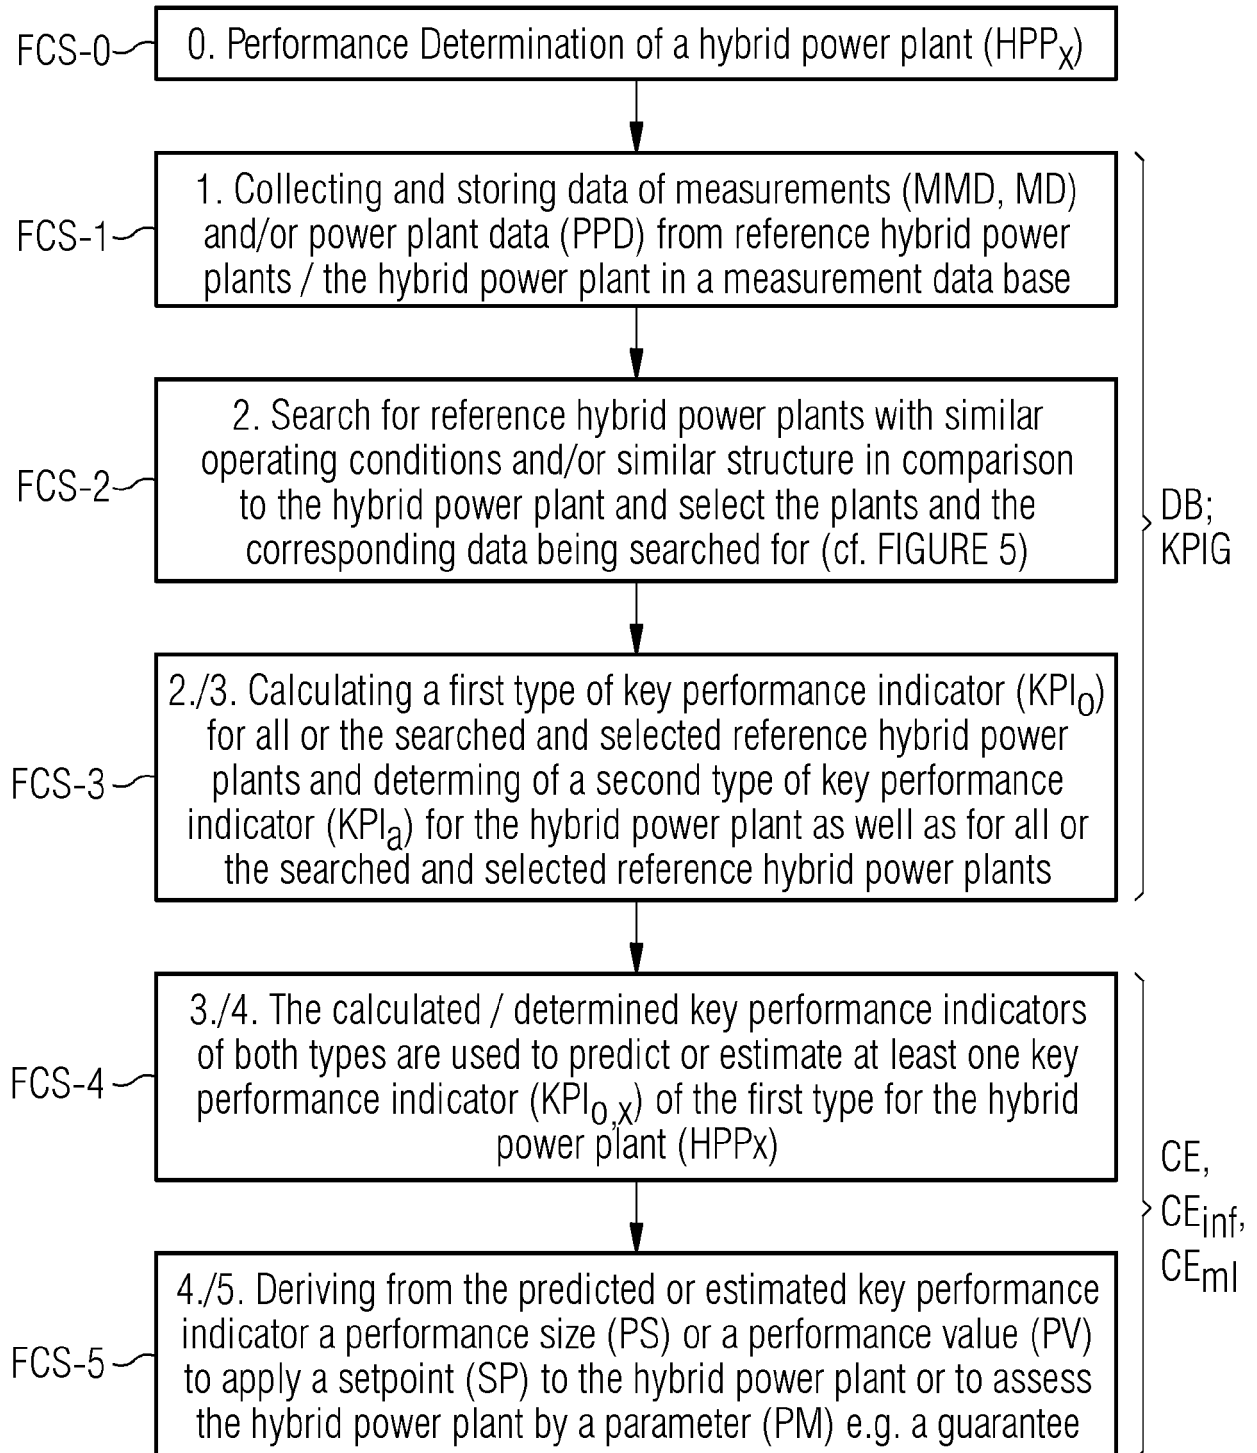 FCS-0
0. Performance Determination of a hybrid power plant (HPPx)
FCS-1
1. Collecting and storing data of measurements (MMD, MD)
and/or power plant data (PPD) from reference hybrid power
plants / the hybrid power plant in a measurement data base
FCS-2
2. Search for reference hybrid power plants with similar
operating conditions and/or similar structure in comparison
to the hybrid power plant and select the plants and the
corresponding data being searched for (cf. FIGURE 5)
DB;
KPIG
FCS-3
2./3. Calculating a first type of key performance indicator (KPIo)
for all or the searched and selected reference hybrid power
plants and determing of a second type of key performance
indicator (KPIa) for the hybrid power plant as well as for all or
the searched and selected reference hybrid power plants
FCS-4
3./4. The calculated / determined key performance indicators
of both types are used to predict or estimate at least one key
performance indicator (KPIo,x) of the first type for the hybrid
power plant (HPPx)
CE,
CEinf,
CEml
FCS-5
4./5. Deriving from the predicted or estimated key performance
indicator a performance size (PS) or a performance value (PV)
to apply a setpoint (SP) to the hybrid power plant or to assess
the hybrid power plant by a parameter (PM) e.g. a guarantee